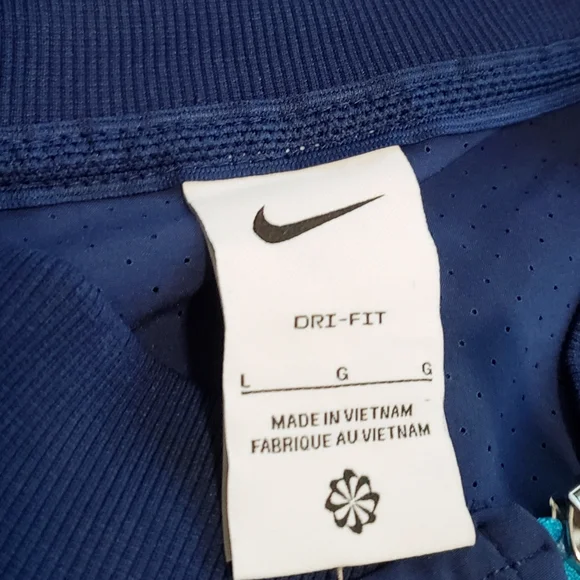 DRI-FIT
L G G
MADE IN VIETNAM
FABRIQUE AU VIETNAM